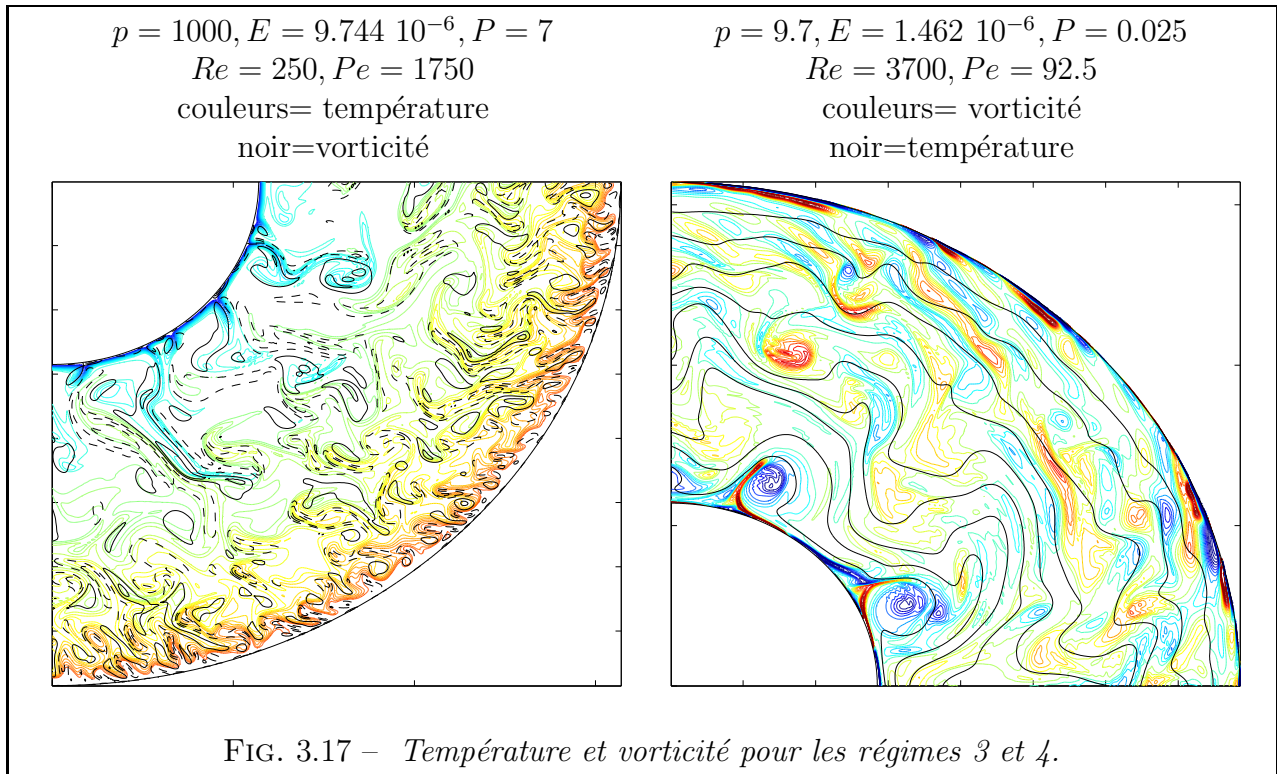 p = 1000, E = 9.744 10⁻⁶, P = 7
Re = 250, Pe = 1750
couleurs= température
noir=vorticité
p = 9.7, E = 1.462 10⁻⁶, P = 0.025
Re = 3700, Pe = 92.5
couleurs= vorticité
noir=température
FIG. 3.17 – Température et vorticité pour les régimes 3 et 4.